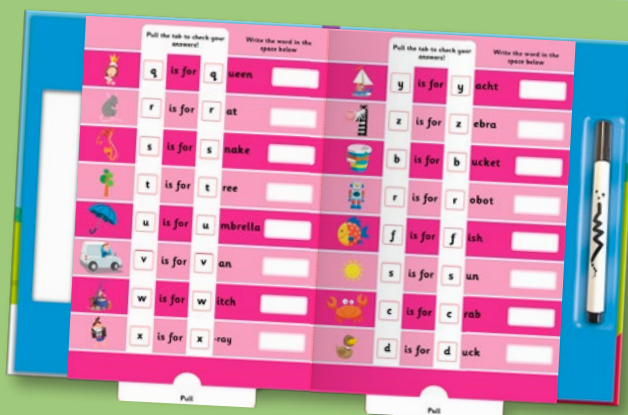 Pull the tab to check your
answers!
Write the word in the
space below
q is for q ueen
r is for r at
s is for s nake
t is for t ree
u is for u mbrella
v is for v an
w is for w itch
x is for x -ray
Pull
Pull the tab to check your
answers!
Write the word in the
space below
y is for y acht
z is for z ebra
b is for b ucket
r is for r obot
f is for f ish
s is for s un
c is for c rab
d is for d uck
Pull